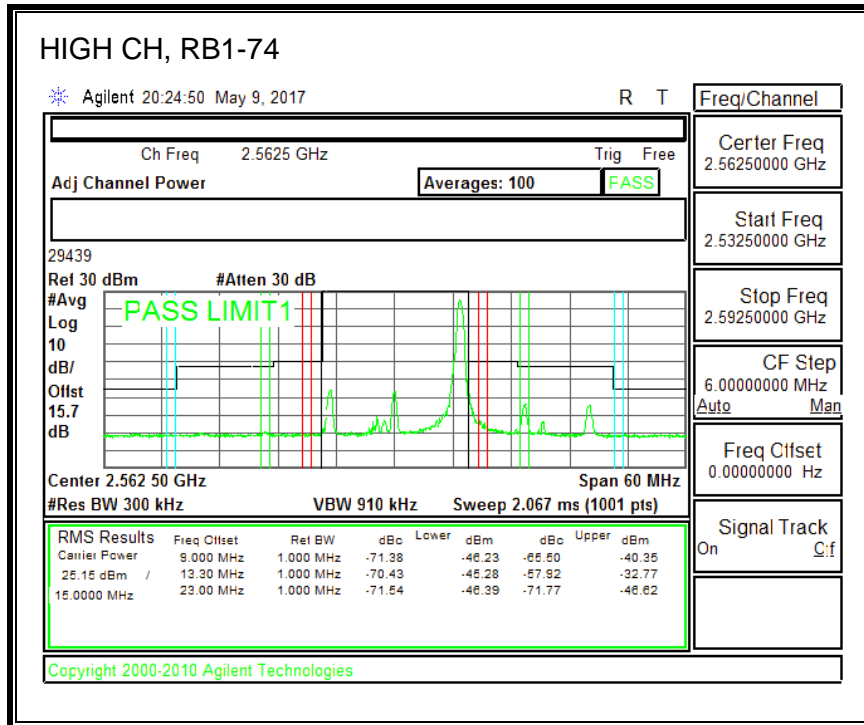 HIGH CH, RB1-74
Agilent 20:24:50 May 9, 2017 R T
Freq/Channel
Ch Freq 2.5625 GHz Trig Free
Adj Channel Power Averages: 100 PASS
Center Freq
2.56250000 GHz
Start Freq
2.53250000 GHz
Stop Freq
2.59250000 GHz
CF Step
6.00000000 MHz
Auto Man
Freq Offset
0.00000000 Hz
Signal Track
On Off
29439
Ref 30 dBm #Atten 30 dB
#Avg
Log
10
dB/
Offst
15.7
dB
PASS LIMIT1
Center 2.562 50 GHz Span 60 MHz
#Res BW 300 kHz VBW 910 kHz Sweep 2.067 ms (1001 pts)
RMS Results Freq Offset Ref BW dBc Lower dBm dBc Upper dBm
Carrier Power 9.000 MHz 1.000 MHz -71.38 -46.23 -65.50 -40.35
25.15 dBm / 13.30 MHz 1.000 MHz -70.43 -45.28 -57.92 -32.77
15.0000 MHz 23.00 MHz 1.000 MHz -71.54 -46.39 -71.77 -46.62
Copyright 2000-2010 Agilent Technologies